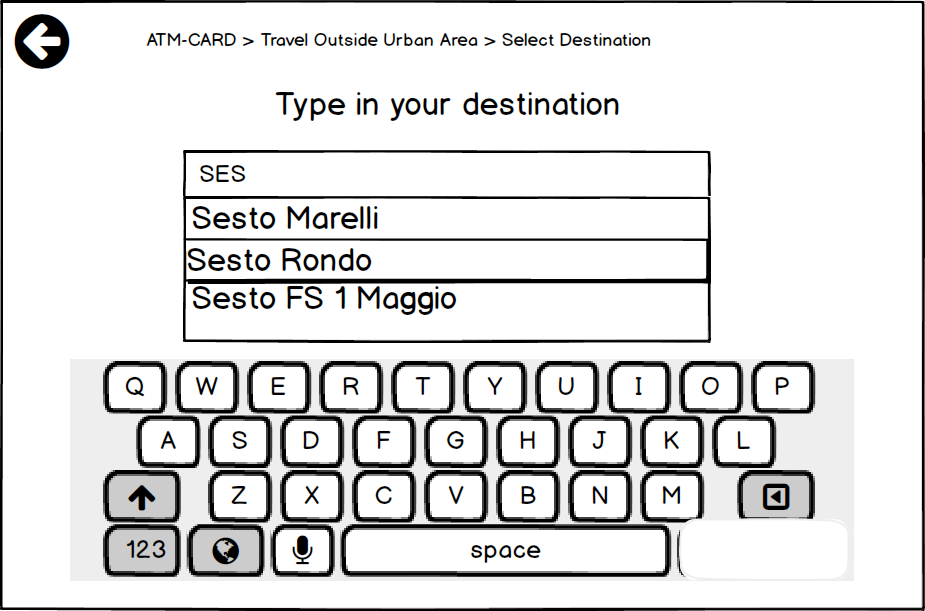 ATM-CARD > Travel Outside Urban Area > Select Destination
Type in your destination
SES
Sesto Marelli
Sesto Rondo
Sesto FS 1 Maggio
Q W E R T Y U I O P
A S D F G H J K L
Z X C V B N M
123 space